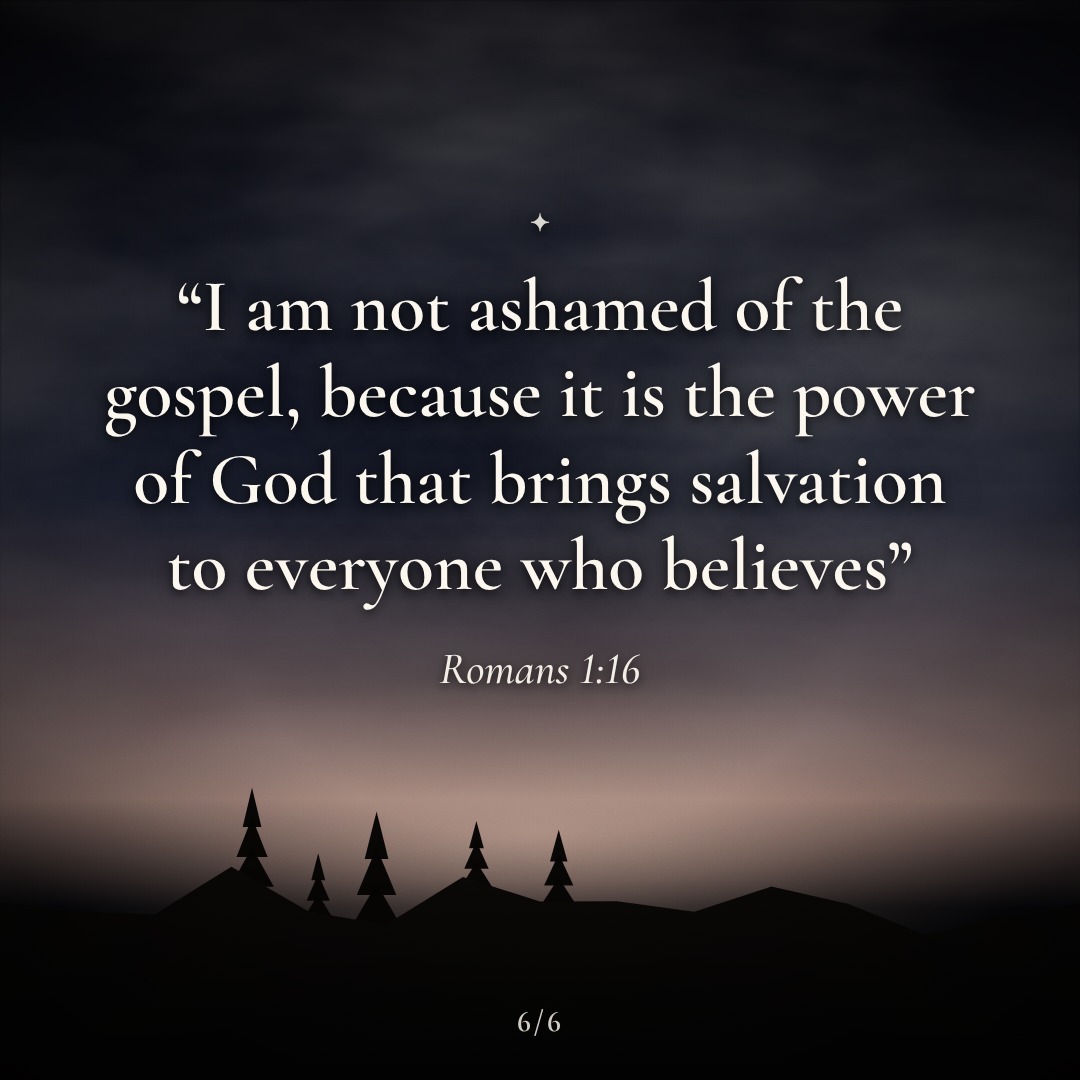 “I am not ashamed of the
gospel, because it is the power
of God that brings salvation
to everyone who believes”
Romans 1:16
6/6